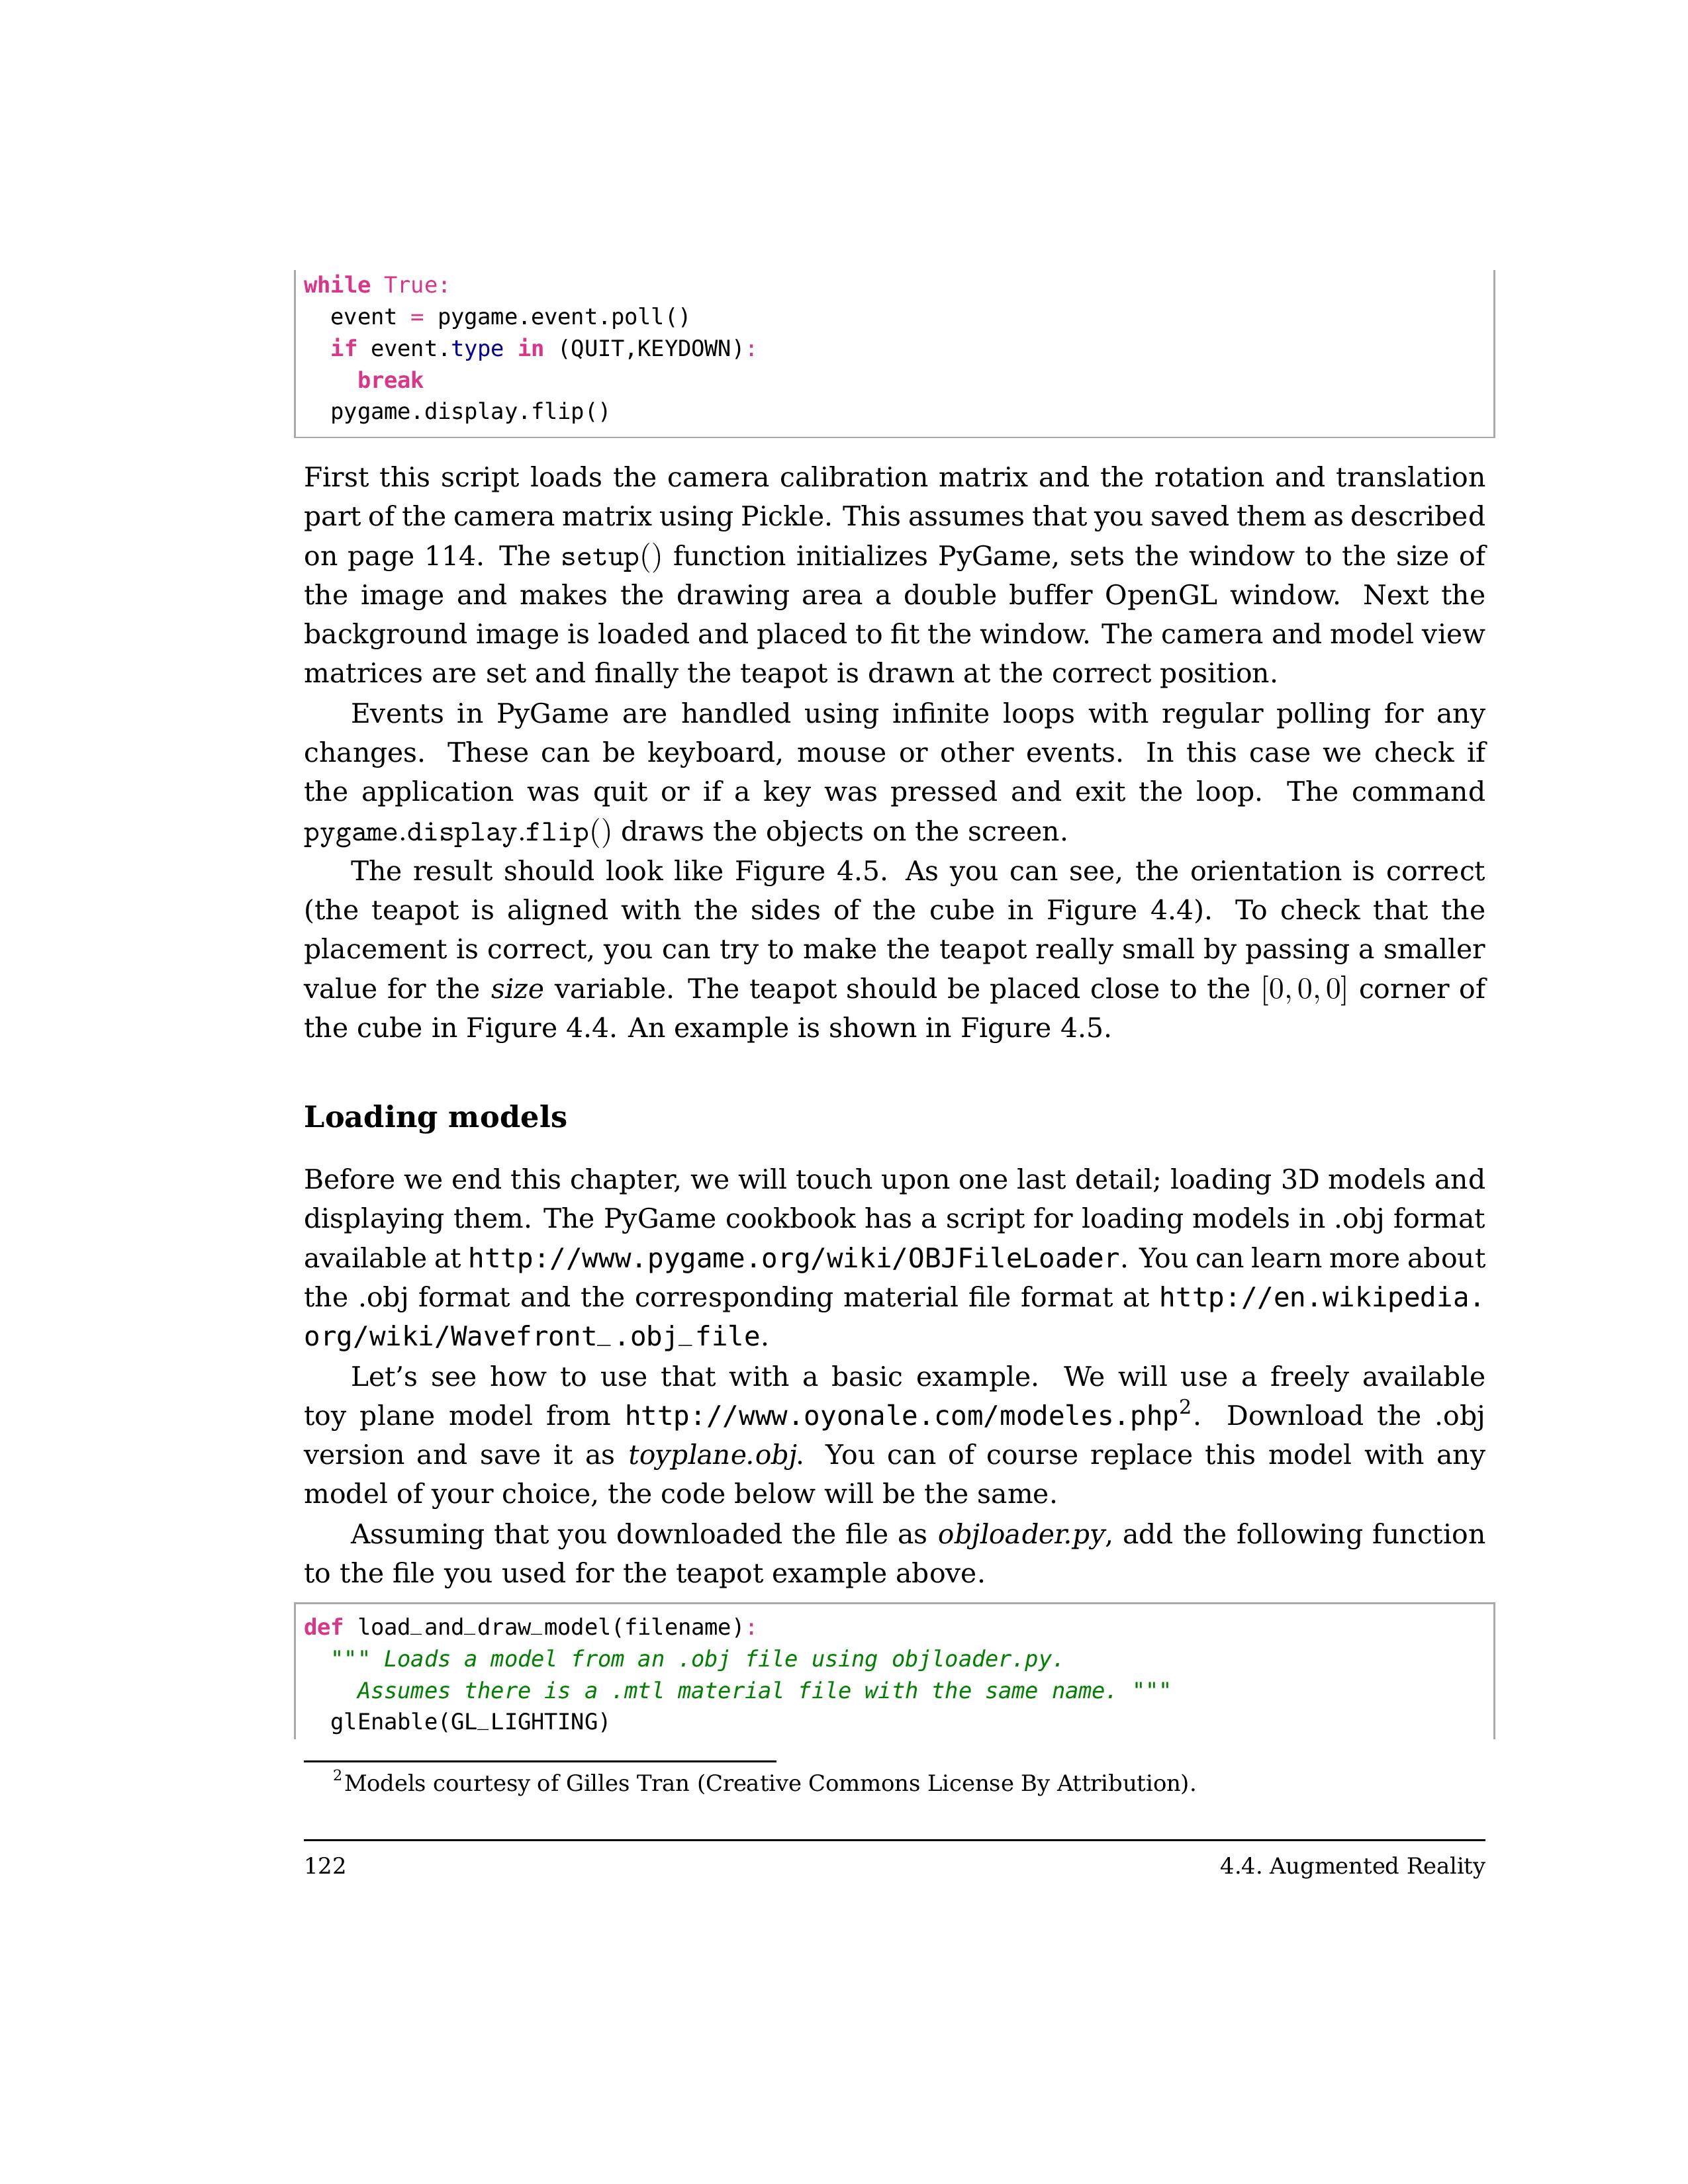 while True:
  event = pygame.event.poll()
  if event.type in (QUIT,KEYDOWN):
    break
  pygame.display.flip()
First this script loads the camera calibration matrix and the rotation and translation
part of the camera matrix using Pickle. This assumes that you saved them as described
on page 114. The setup() function initializes PyGame, sets the window to the size of
the image and makes the drawing area a double buffer OpenGL window. Next the
background image is loaded and placed to fit the window. The camera and model view
matrices are set and finally the teapot is drawn at the correct position.
Events in PyGame are handled using infinite loops with regular polling for any
changes. These can be keyboard, mouse or other events. In this case we check if
the application was quit or if a key was pressed and exit the loop. The command
pygame.display.flip() draws the objects on the screen.
The result should look like Figure 4.5. As you can see, the orientation is correct
(the teapot is aligned with the sides of the cube in Figure 4.4). To check that the
placement is correct, you can try to make the teapot really small by passing a smaller
value for the size variable. The teapot should be placed close to the [0, 0, 0] corner of
the cube in Figure 4.4. An example is shown in Figure 4.5.
Loading models
Before we end this chapter, we will touch upon one last detail; loading 3D models and
displaying them. The PyGame cookbook has a script for loading models in .obj format
available at http://www.pygame.org/wiki/OBJFileLoader. You can learn more about
the .obj format and the corresponding material file format at http://en.wikipedia.
org/wiki/Wavefront_.obj_file.
Let’s see how to use that with a basic example. We will use a freely available
toy plane model from http://www.oyonale.com/modeles.php². Download the .obj
version and save it as toyplane.obj. You can of course replace this model with any
model of your choice, the code below will be the same.
Assuming that you downloaded the file as objloader.py, add the following function
to the file you used for the teapot example above.
def load_and_draw_model(filename):
  """ Loads a model from an .obj file using objloader.py.
    Assumes there is a .mtl material file with the same name. """
  glEnable(GL_LIGHTING)
²Models courtesy of Gilles Tran (Creative Commons License By Attribution).
122 4.4. Augmented Reality